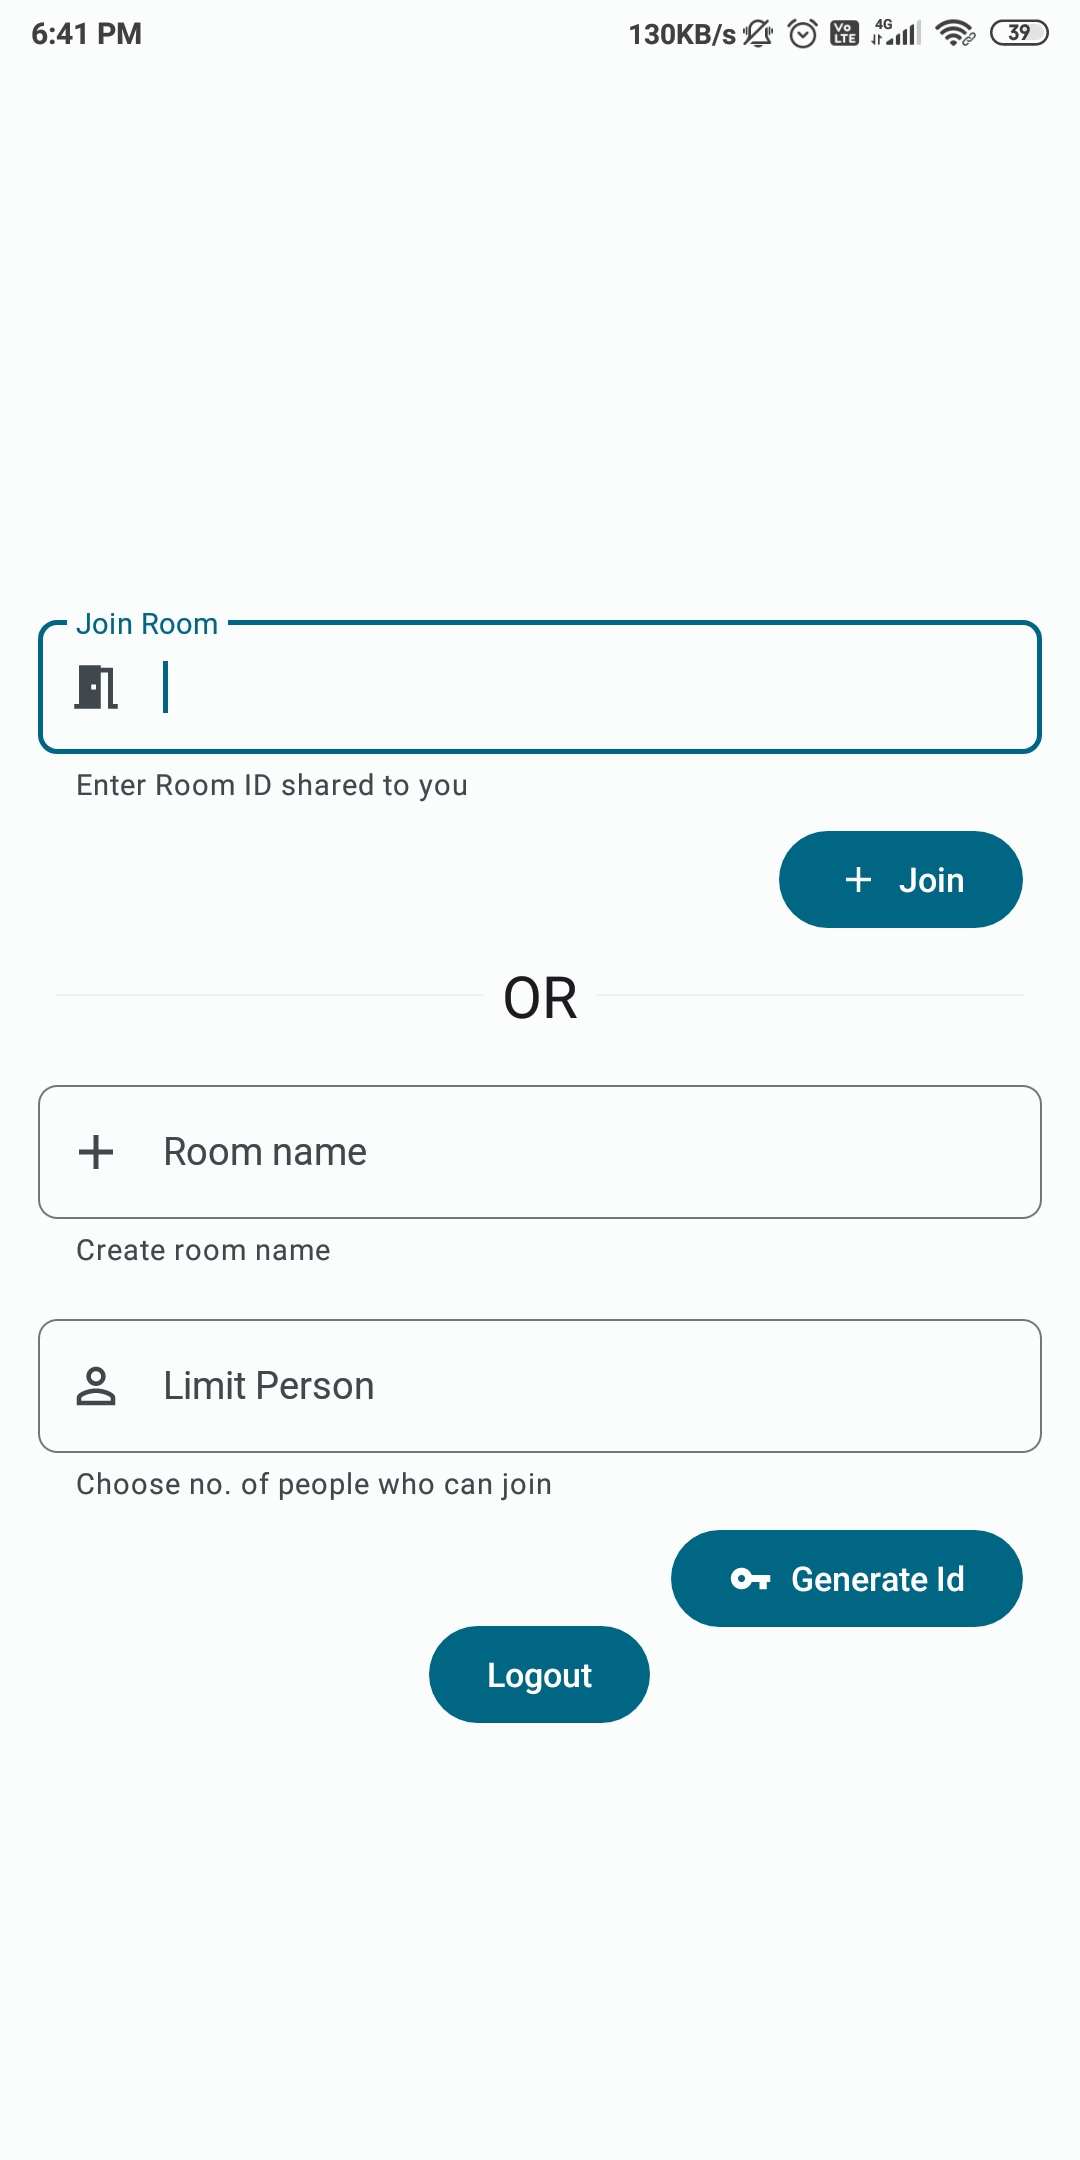 6:41 PM 130KB/s Vo LTE 4G 39
Join Room
Enter Room ID shared to you
Join
OR
Room name
Create room name
Limit Person
Choose no. of people who can join
Generate Id
Logout